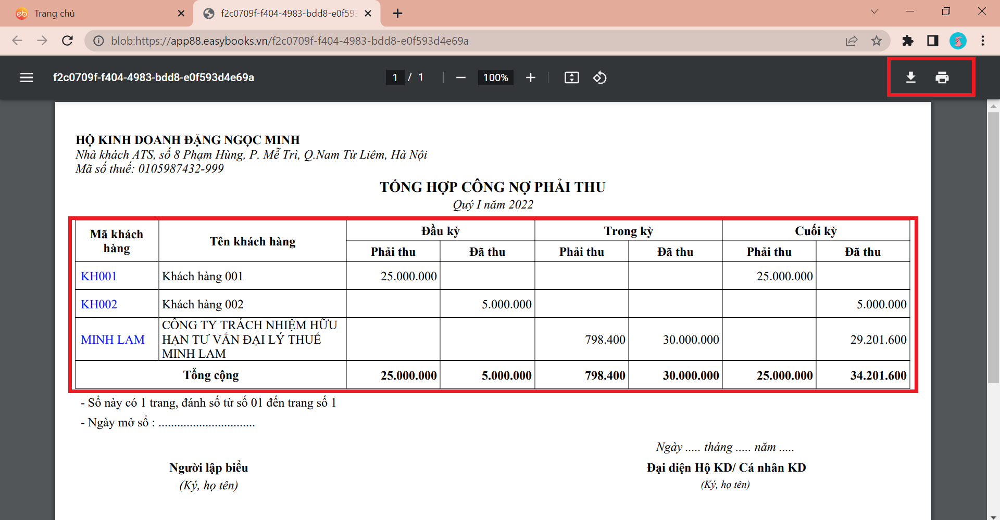 Trang chủ
f2c0709f-f404-4983-bdd8-e0f593
blob:https://app88.easybooks.vn/f2c0709f-f404-4983-bdd8-e0f593d4e69a
f2c0709f-f404-4983-bdd8-e0f593d4e69a
1 / 1
100%
HỘ KINH DOANH ĐẶNG NGỌC MINH
Nhà khách ATS, số 8 Phạm Hùng, P. Mễ Trì, Q.Nam Từ Liêm, Hà Nội
Mã số thuế: 0105987432-999
TỔNG HỢP CÔNG NỢ PHẢI THU
Quý I năm 2022
Mã khách hàng Tên khách hàng Đầu kỳ Trong kỳ Cuối kỳ
Phải thu Đã thu Phải thu Đã thu Phải thu Đã thu
KH001 Khách hàng 001 25.000.000 25.000.000
KH002 Khách hàng 002 5.000.000 5.000.000
MINH LAM CÔNG TY TRÁCH NHIỆM HỮU HẠN TƯ VẤN ĐẠI LÝ THUẾ MINH LAM 798.400 30.000.000 29.201.600
Tổng cộng 25.000.000 5.000.000 798.400 30.000.000 25.000.000 34.201.600
- Sổ này có 1 trang, đánh số từ số 01 đến trang số 1
- Ngày mở sổ : ...............................
Ngày ..... tháng ..... năm .....
Người lập biểu Đại diện Hộ KD/ Cá nhân KD
(Ký, họ tên) (Ký, họ tên)